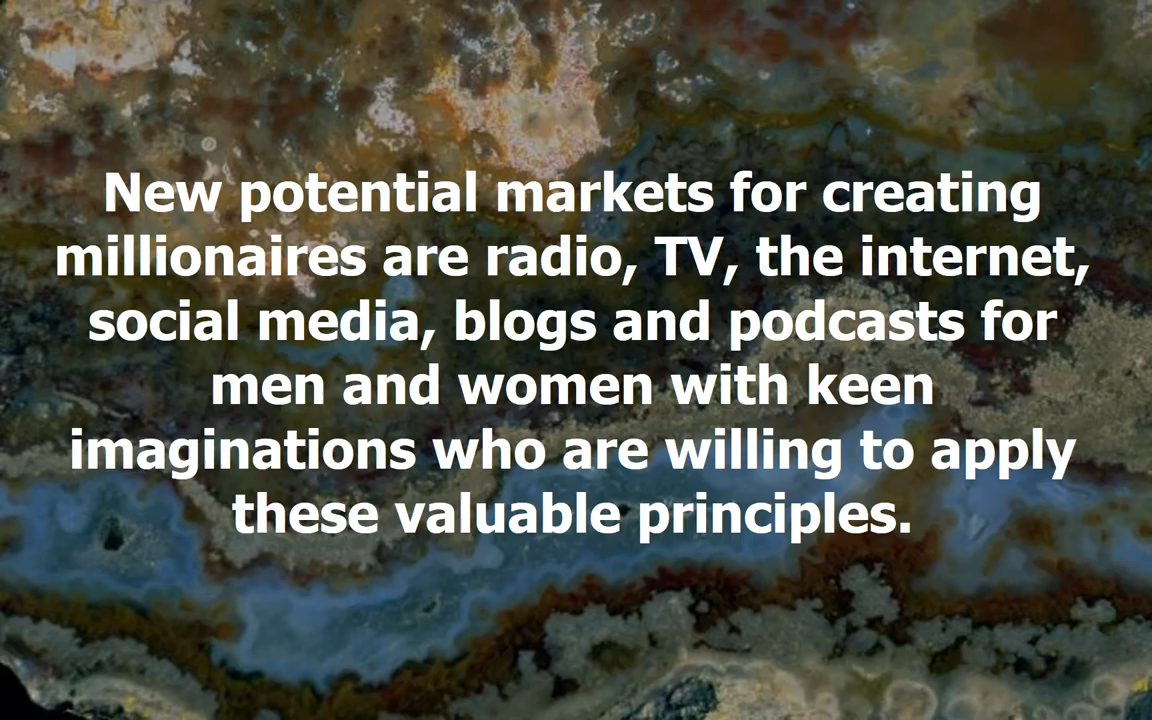 New potential markets for creating
millionaires are radio, TV, the internet,
social media, blogs and podcasts for
men and women with keen
imaginations who are willing to apply
these valuable principles.